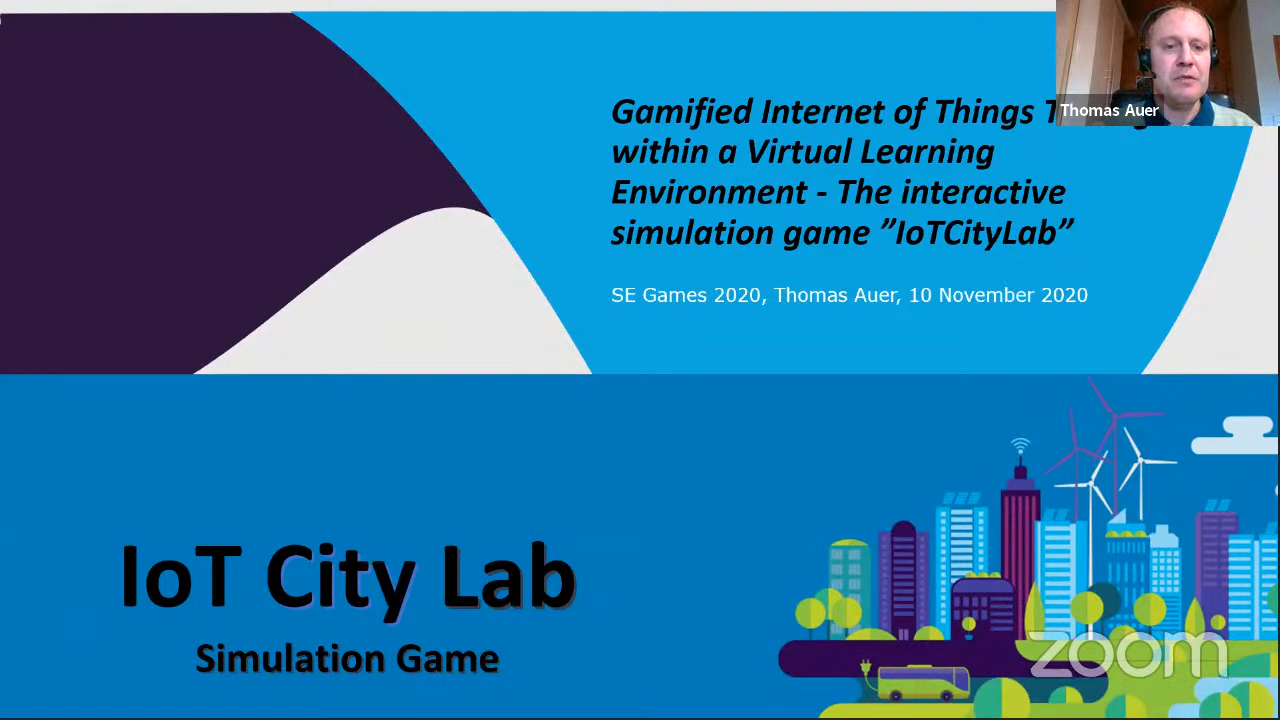 Gamified Internet of Things
within a Virtual Learning
Environment - The interactive
simulation game ”IoTCityLab”
Thomas Auer
SE Games 2020, Thomas Auer, 10 November 2020
IoT City Lab
Simulation Game
zoom